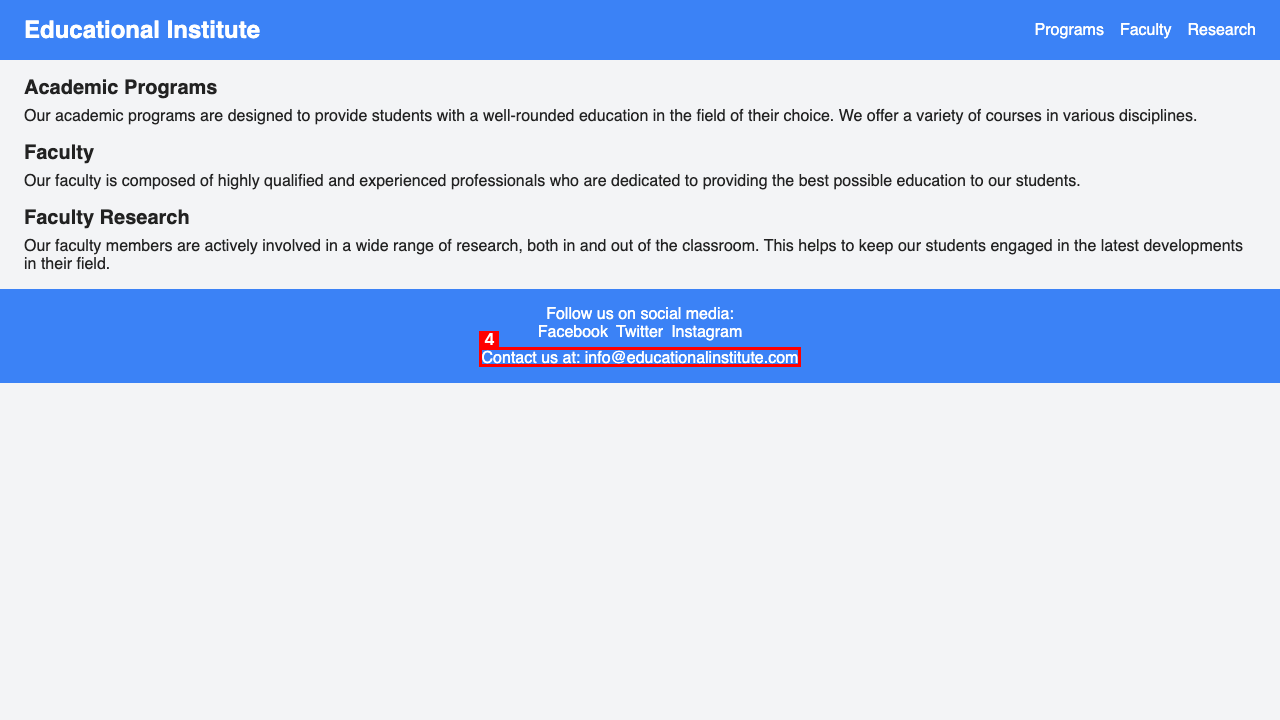 Educational Institute
Programs Faculty Research
Academic Programs
Our academic programs are designed to provide students with a well-rounded education in the field of their choice. We offer a variety of courses in various disciplines.
Faculty
Our faculty is composed of highly qualified and experienced professionals who are dedicated to providing the best possible education to our students.
Faculty Research
Our faculty members are actively involved in a wide range of research, both in and out of the classroom. This helps to keep our students engaged in the latest developments
in their field.
Follow us on social media:
Facebook Twitter Instagram
4
Contact us at: info@educationalinstitute.com